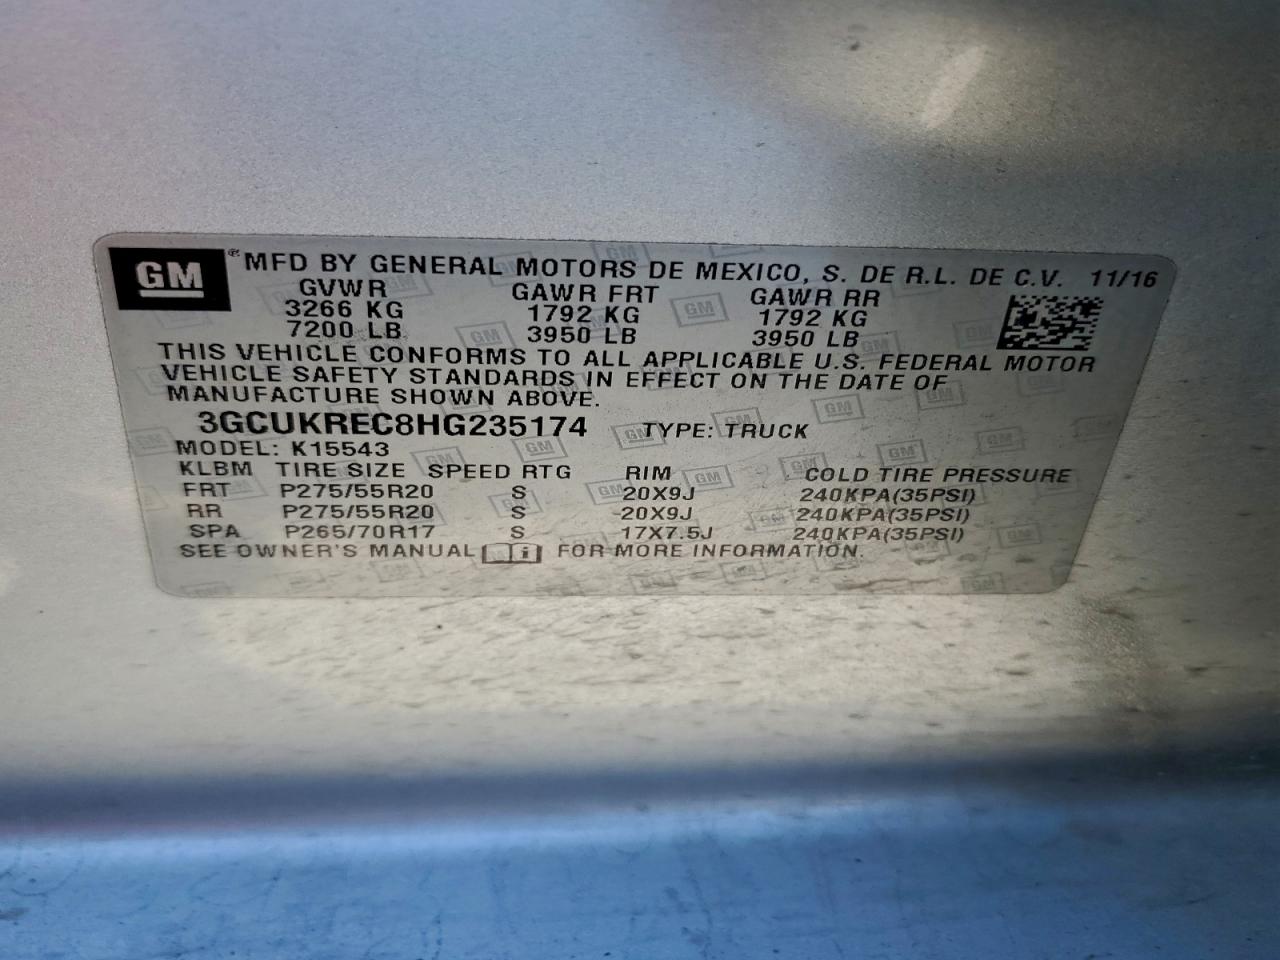 GM® MFD BY GENERAL MOTORS DE MEXICO, S. DE R.L. DE C.V. 11/16
GVWR GAWR FRT GAWR RR
3266 KG 1792 KG 1792 KG
7200 LB 3950 LB 3950 LB
THIS VEHICLE CONFORMS TO ALL APPLICABLE U.S. FEDERAL MOTOR
VEHICLE SAFETY STANDARDS IN EFFECT ON THE DATE OF
MANUFACTURE SHOWN ABOVE.
3GCUKREC8HG235174 TYPE: TRUCK
MODEL: K15543
KLBM TIRE SIZE SPEED RTG RIM COLD TIRE PRESSURE
FRT P275/55R20 S 20X9J 240KPA(35PSI)
RR P275/55R20 S 20X9J 240KPA(35PSI)
SPA P265/70R17 S 17X7.5J 240KPA(35PSI)
SEE OWNER'S MANUAL i FOR MORE INFORMATION.